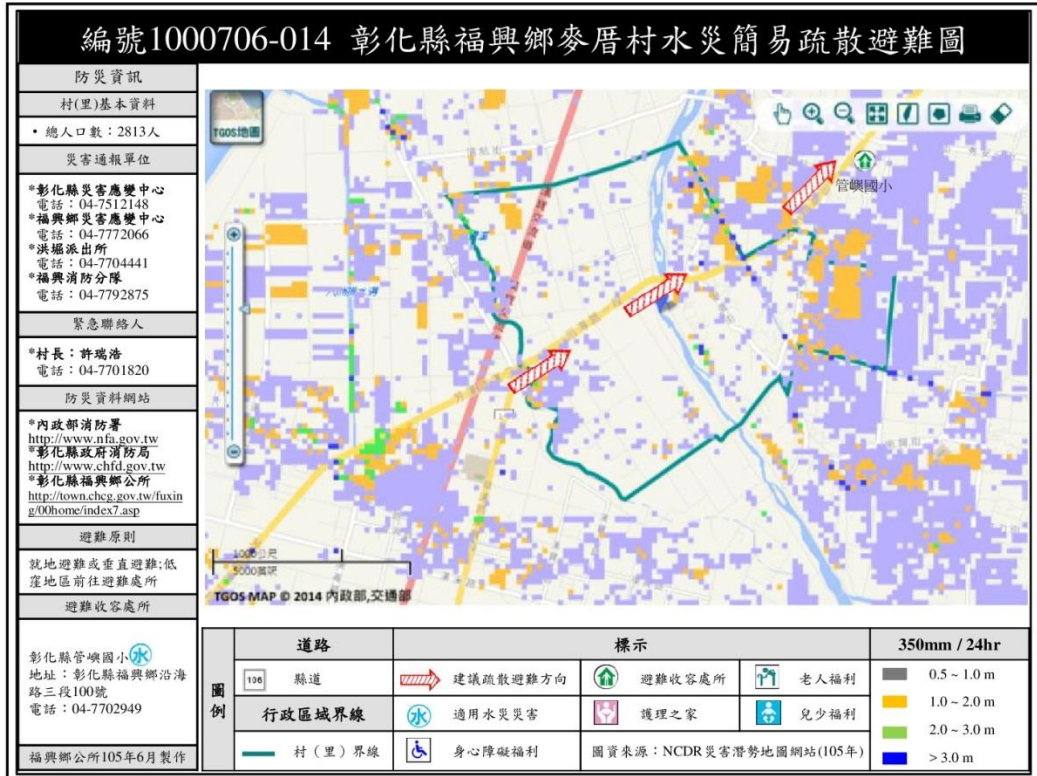 編號1000706-014 彰化縣福興鄉麥厝村水災簡易疏散避難圖
防災資訊
村(里)基本資料
• 總人口數：2813人
災害通報單位
*彰化縣災害應變中心
電話：04-7512148
*福興鄉災害應變中心
電話：04-7772066
*洪堀派出所
電話：04-7704441
*福興消防分隊
電話：04-7792875
緊急聯絡人
*村長：許瑞浩
電話：04-7701820
防災資料網站
*內政部消防署
http://www.nfa.gov.tw
*彰化縣政府消防局
http://www.chfd.gov.tw
*彰化縣福興鄉公所
http://town.chcg.gov.tw/fuxin
g/00home/index7.asp
避難原則
就地避難或垂直避難;低
窪地區前往避難處所
避難收容處所
彰化縣管嶼國小 水
地址：彰化縣福興鄉沿海
路三段100號
電話：04-7702949
福興鄉公所105年6月製作
TGOS地圖
管嶼國小
1000公尺
5000英呎
TGOS MAP © 2014 內政部,交通部
圖例
道路
106 縣道
行政區域界線
村（里）界線
標示
建議疏散避難方向
避難收容處所
老人福利
水 適用水災災害
護理之家
兒少福利
身心障礙福利
圖資來源：NCDR災害潛勢地圖網站(105年)
350mm / 24hr
0.5 ~ 1.0 m
1.0 ~ 2.0 m
2.0 ~ 3.0 m
> 3.0 m